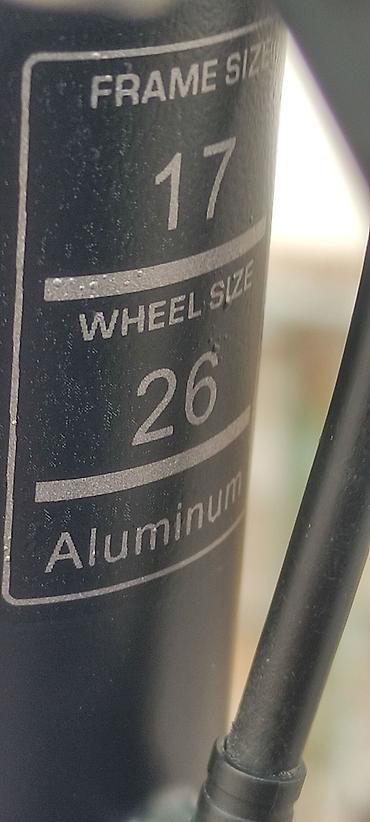 FRAME SIZE
17
WHEEL SIZE
26
Aluminum